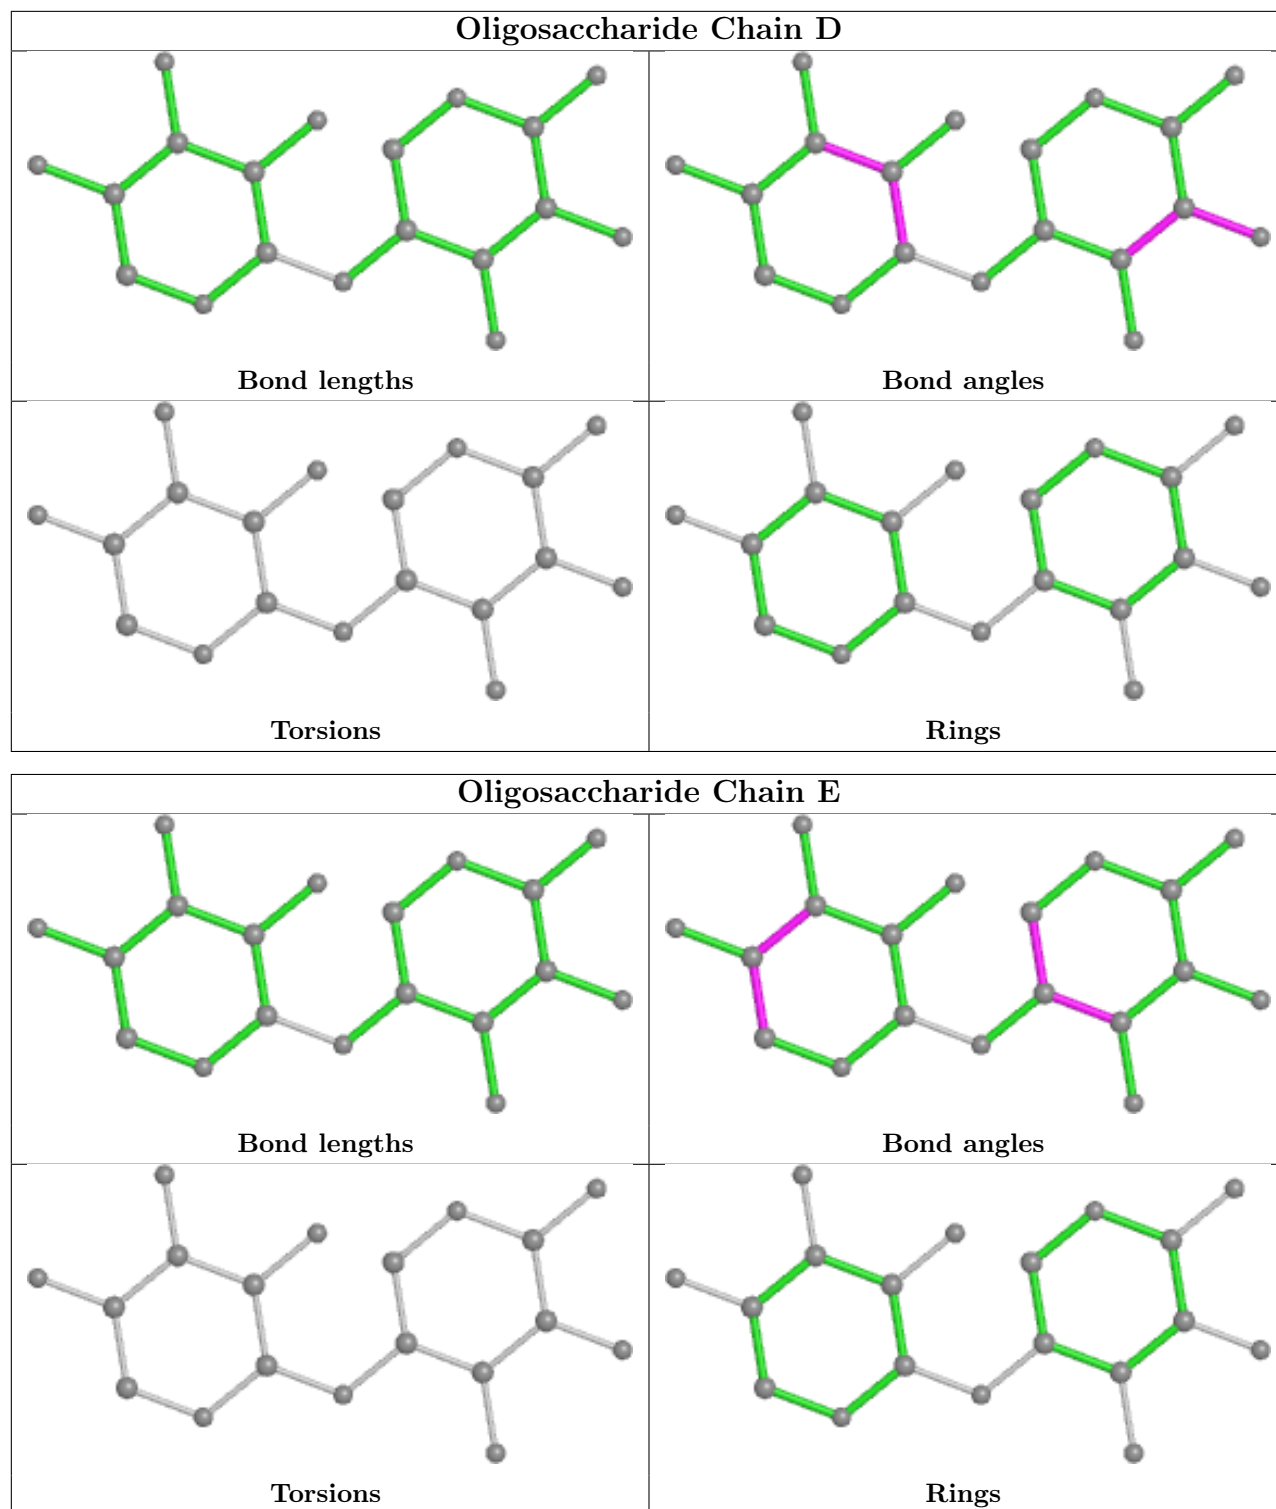 Oligosaccharide Chain D
Bond lengths
Bond angles
Torsions
Rings
Oligosaccharide Chain E
Bond lengths
Bond angles
Torsions
Rings